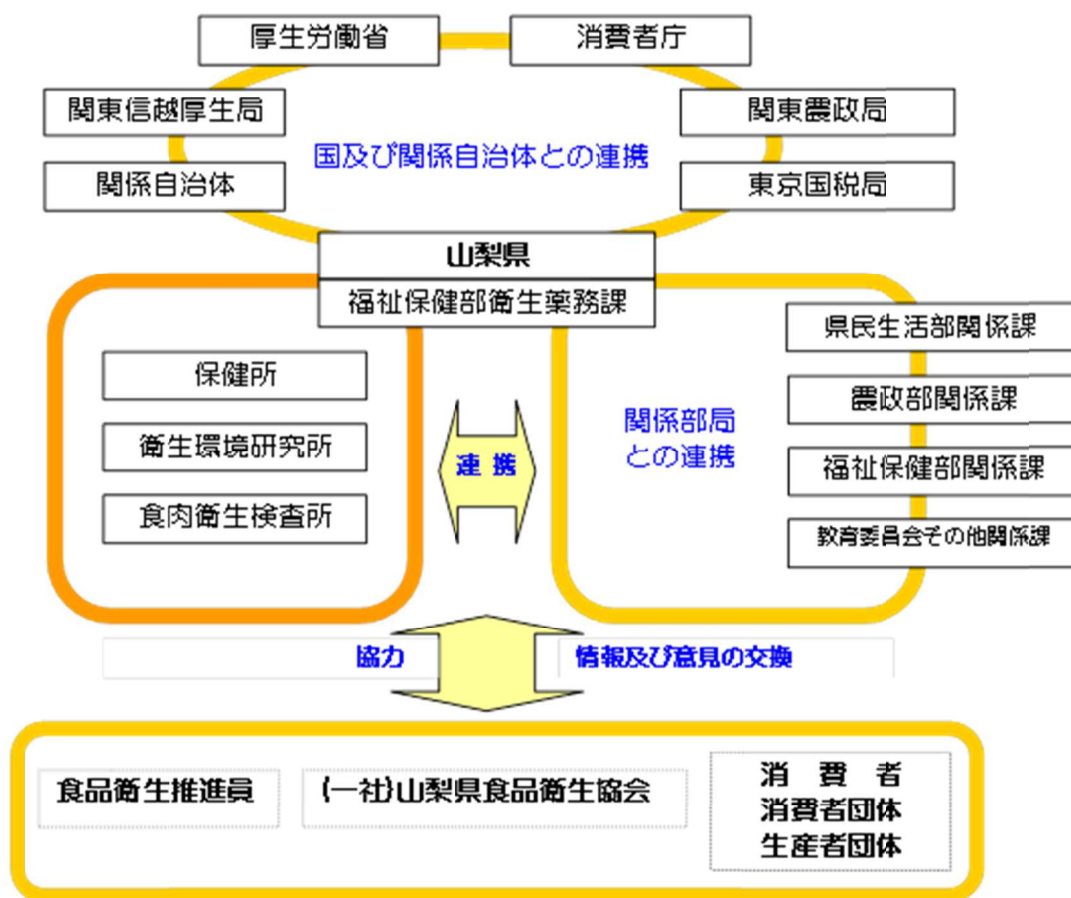 厚生労働省
消費者庁
関東信越厚生局
関東農政局
国及び関係自治体との連携
関係自治体
東京国税局
山梨県
福祉保健部衛生薬務課
保健所
衛生環境研究所
食肉衛生検査所
連 携
関係部局
との連携
県民生活部関係課
農政部関係課
福祉保健部関係課
教育委員会その他関係課
協力
情報及び意見の交換
食品衛生推進員
(一社)山梨県食品衛生協会
消 費 者
消費者団体
生産者団体